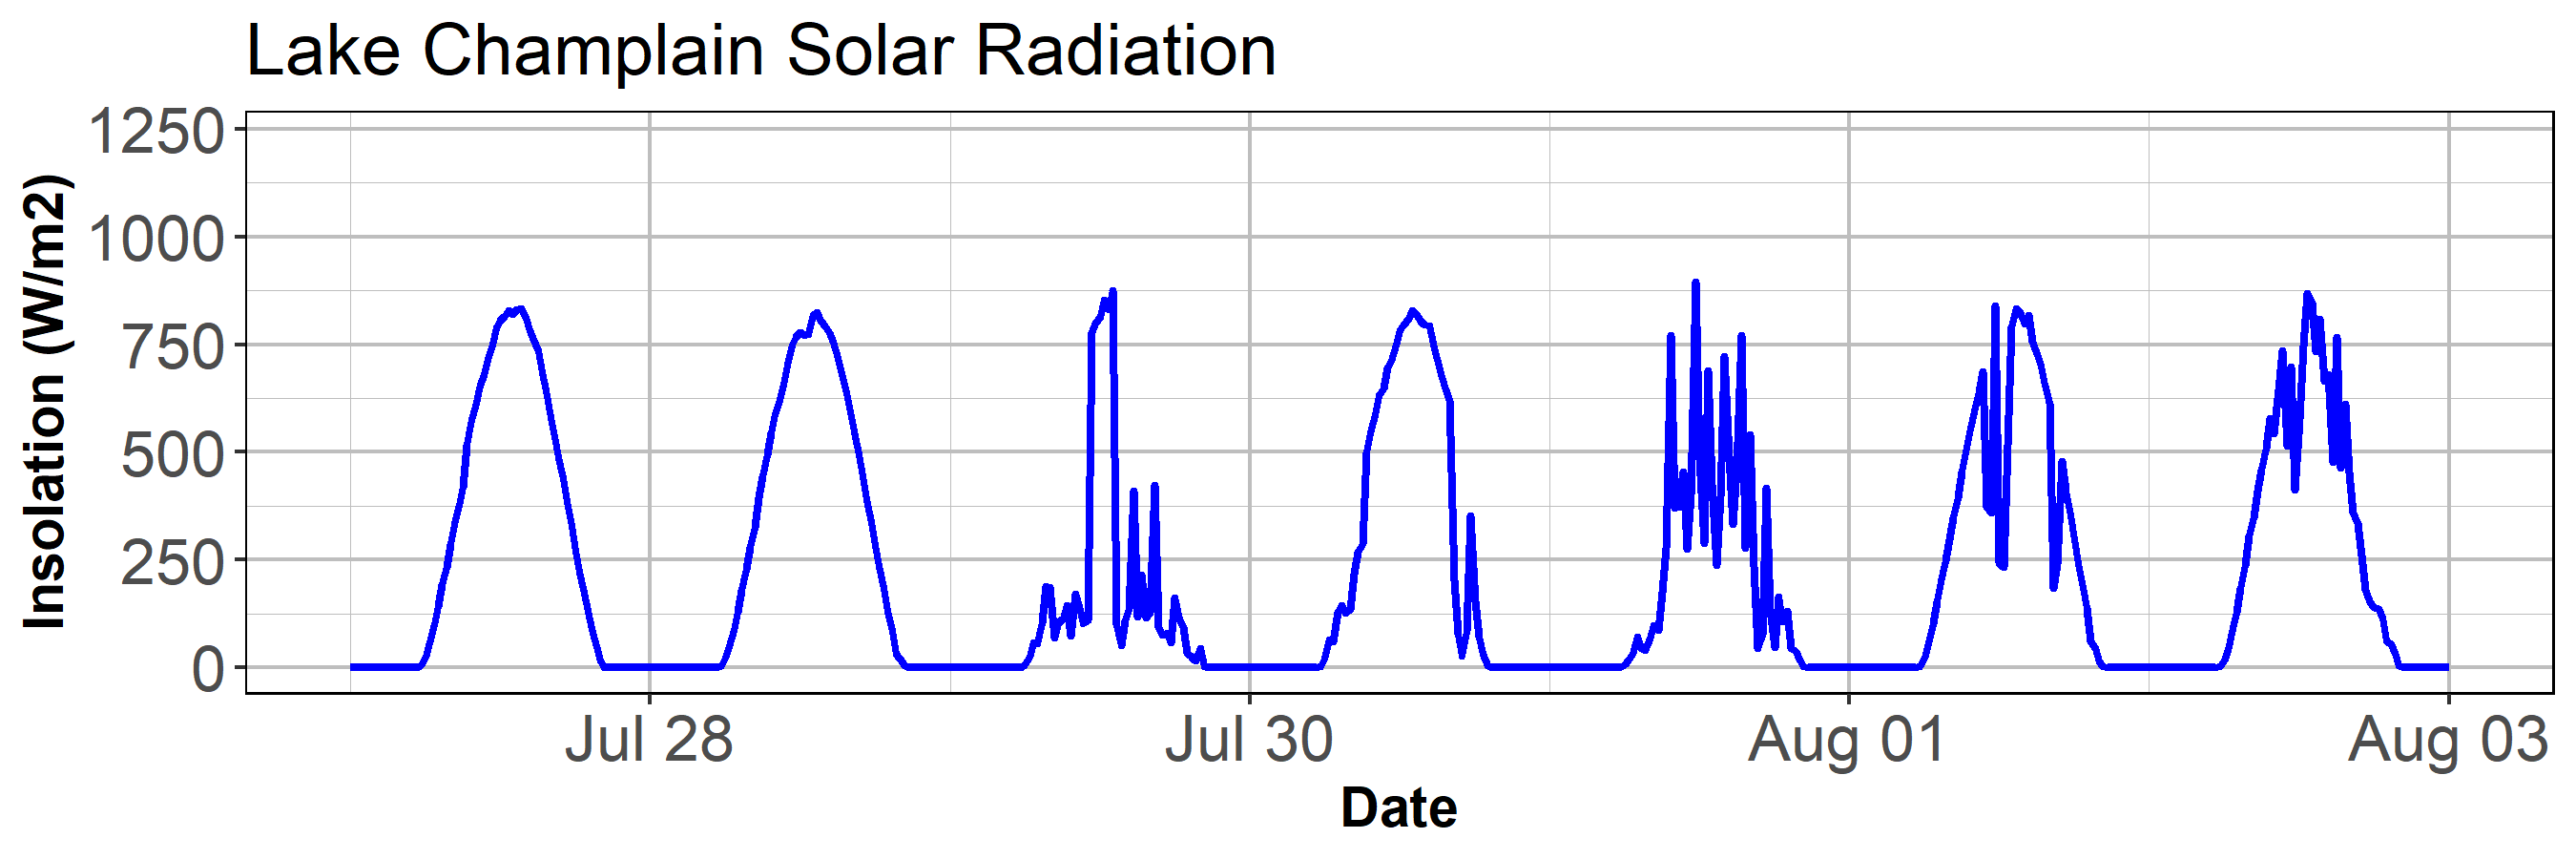 Lake Champlain Solar Radiation
1250
1000
750
500
250
0
Insolation (W/m2)
Jul 28
Jul 30
Aug 01
Aug 03
Date